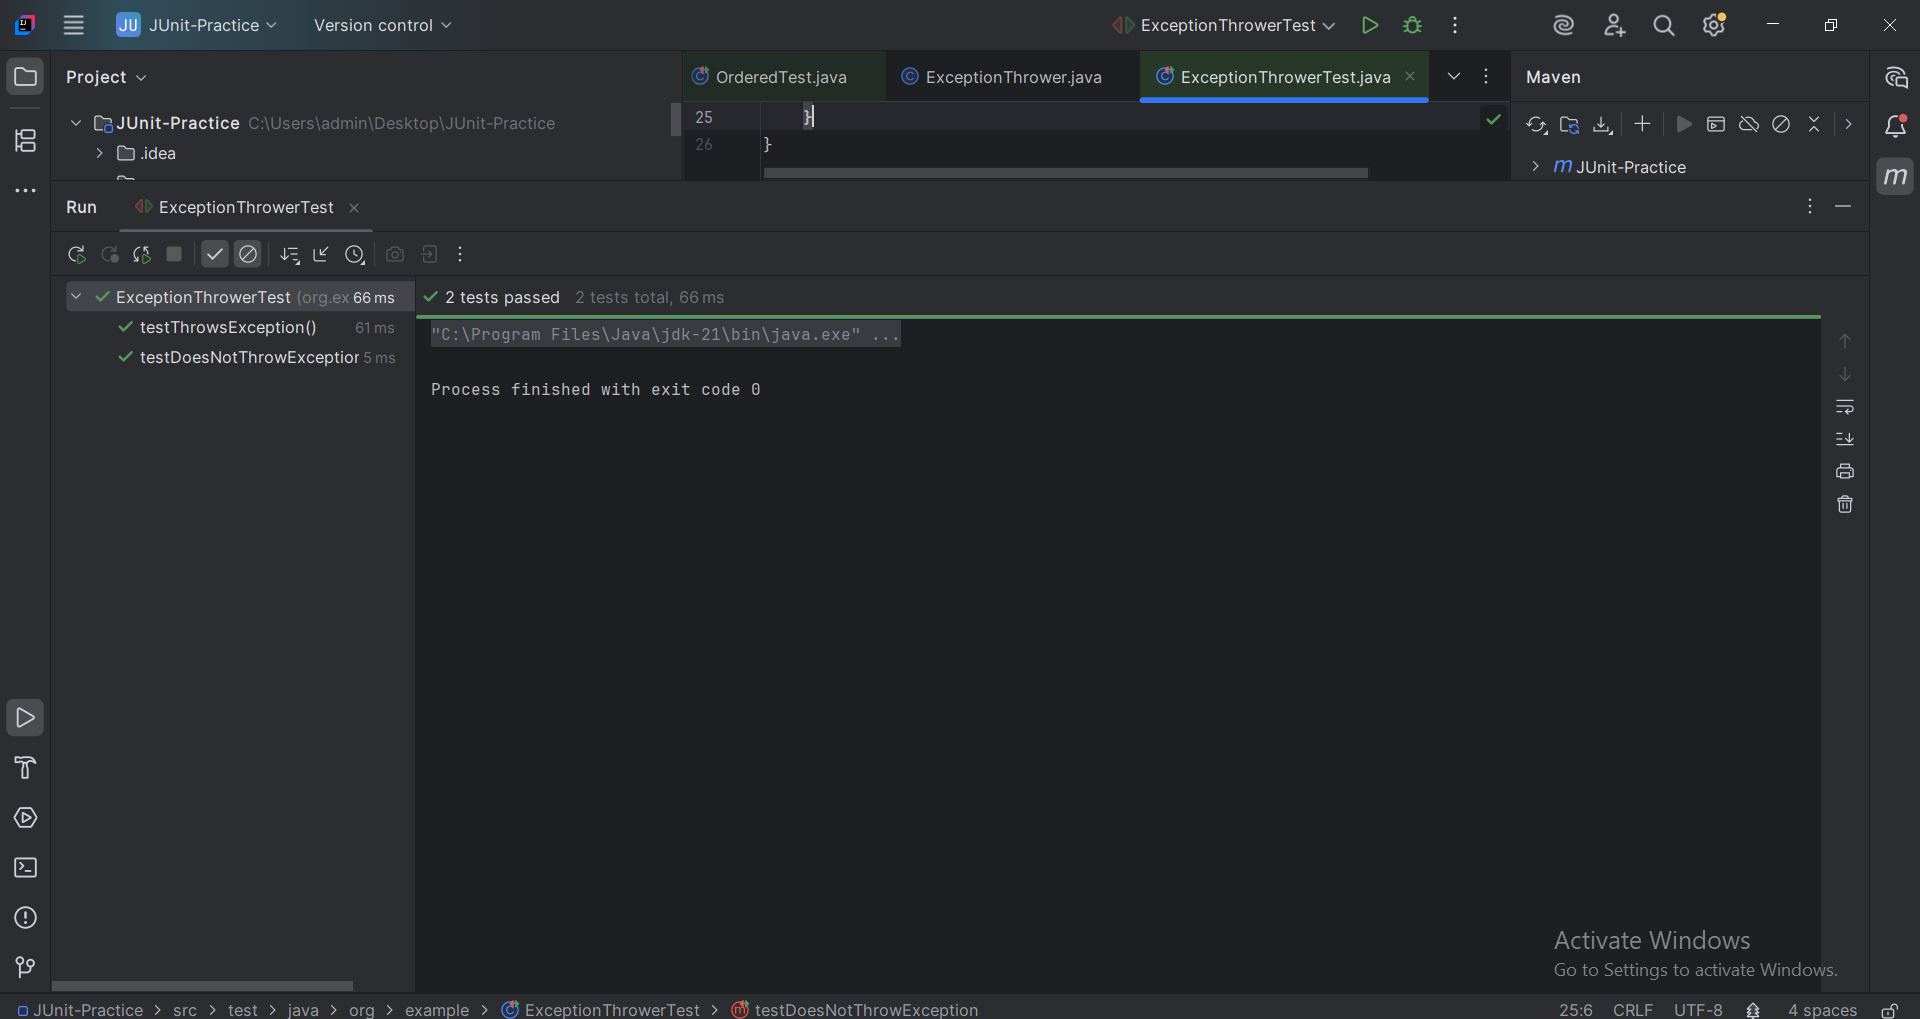 JU JUnit-Practice Version control ExceptionThrowerTest
Project OrderedTest.java ExceptionThrower.java ExceptionThrowerTest.java Maven
JUnit-Practice C:\Users\admin\Desktop\JUnit-Practice 25 }
26 }
.idea
m JUnit-Practice
m
Run ExceptionThrowerTest
ExceptionThrowerTest (org.ex 66 ms 2 tests passed 2 tests total, 66 ms
testThrowsException() 61 ms
"C:\Program Files\Java\jdk-21\bin\java.exe" ...
testDoesNotThrowException 5 ms
Process finished with exit code 0
Activate Windows
Go to Settings to activate Windows.
JUnit-Practice > src > test > java > org > example > ExceptionThrowerTest > testDoesNotThrowException 25:6 CRLF UTF-8 4 spaces